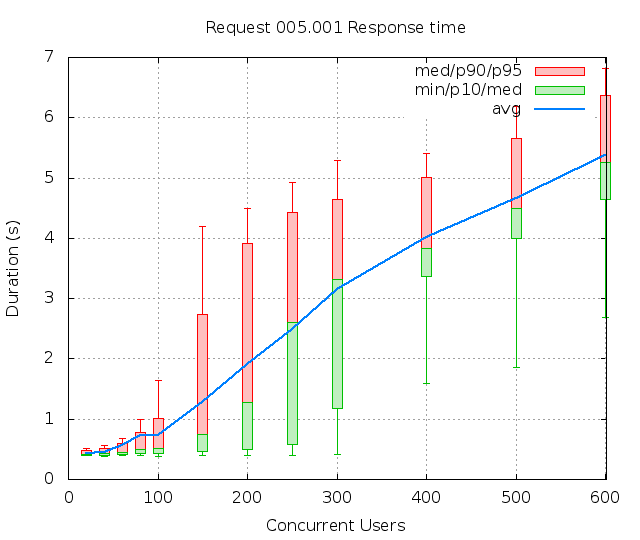 Request 005.001 Response time
7
6
5
4
3
2
1
0
Duration (s)
med/p90/p95
min/p10/med
avg
0 100 200 300 400 500 600
Concurrent Users